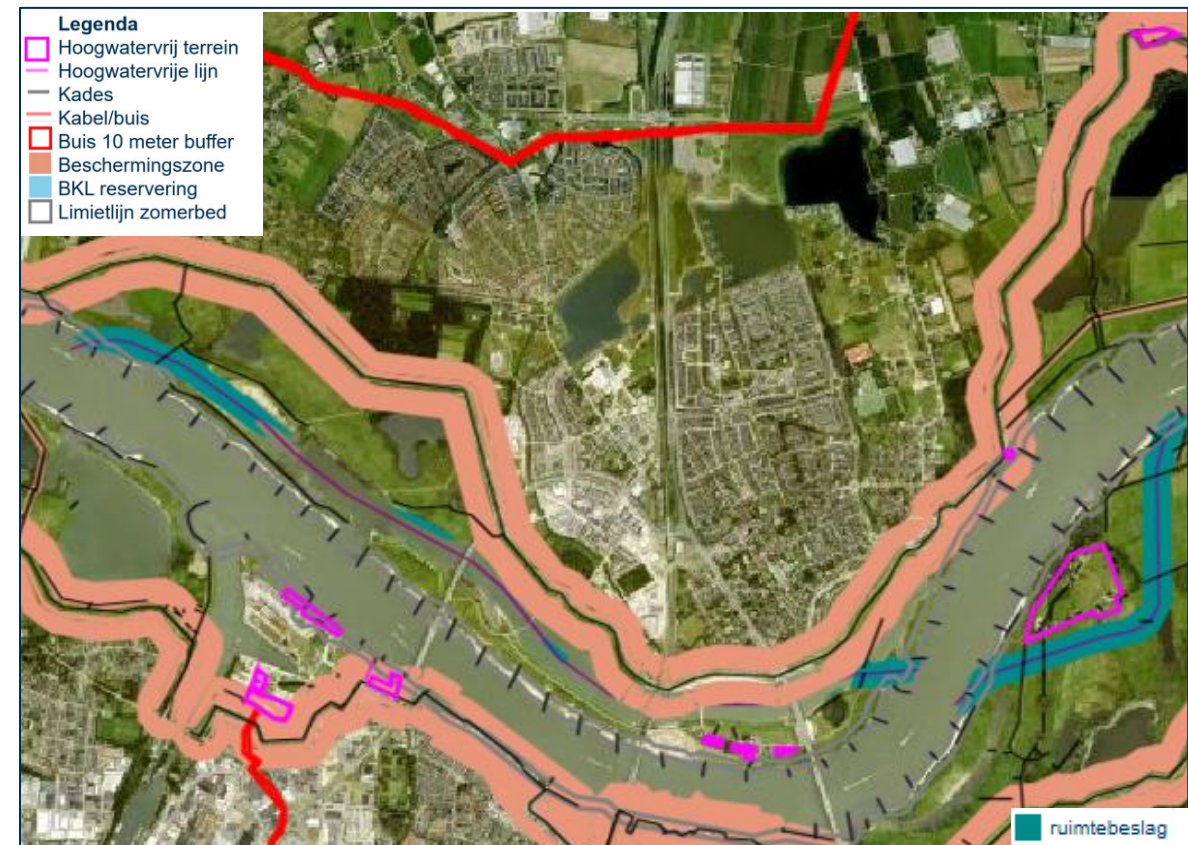 Legenda
Hoogwatervrij terrein
Hoogwatervrije lijn
Kades
Kabel/buis
Buis 10 meter buffer
Beschermingszone
BKL reservering
Limietlijn zomerbed
ruimtebeslag